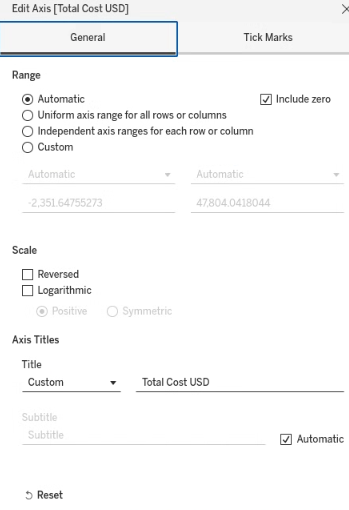 Edit Axis [Total Cost USD]
General Tick Marks
Range
Automatic Include zero
Uniform axis range for all rows or columns
Independent axis ranges for each row or column
Custom
Automatic Automatic
-2,351.64755273 47,804.0418044
Scale
Reversed
Logarithmic
Positive Symmetric
Axis Titles
Title
Custom Total Cost USD
Subtitle
Subtitle Automatic
Reset